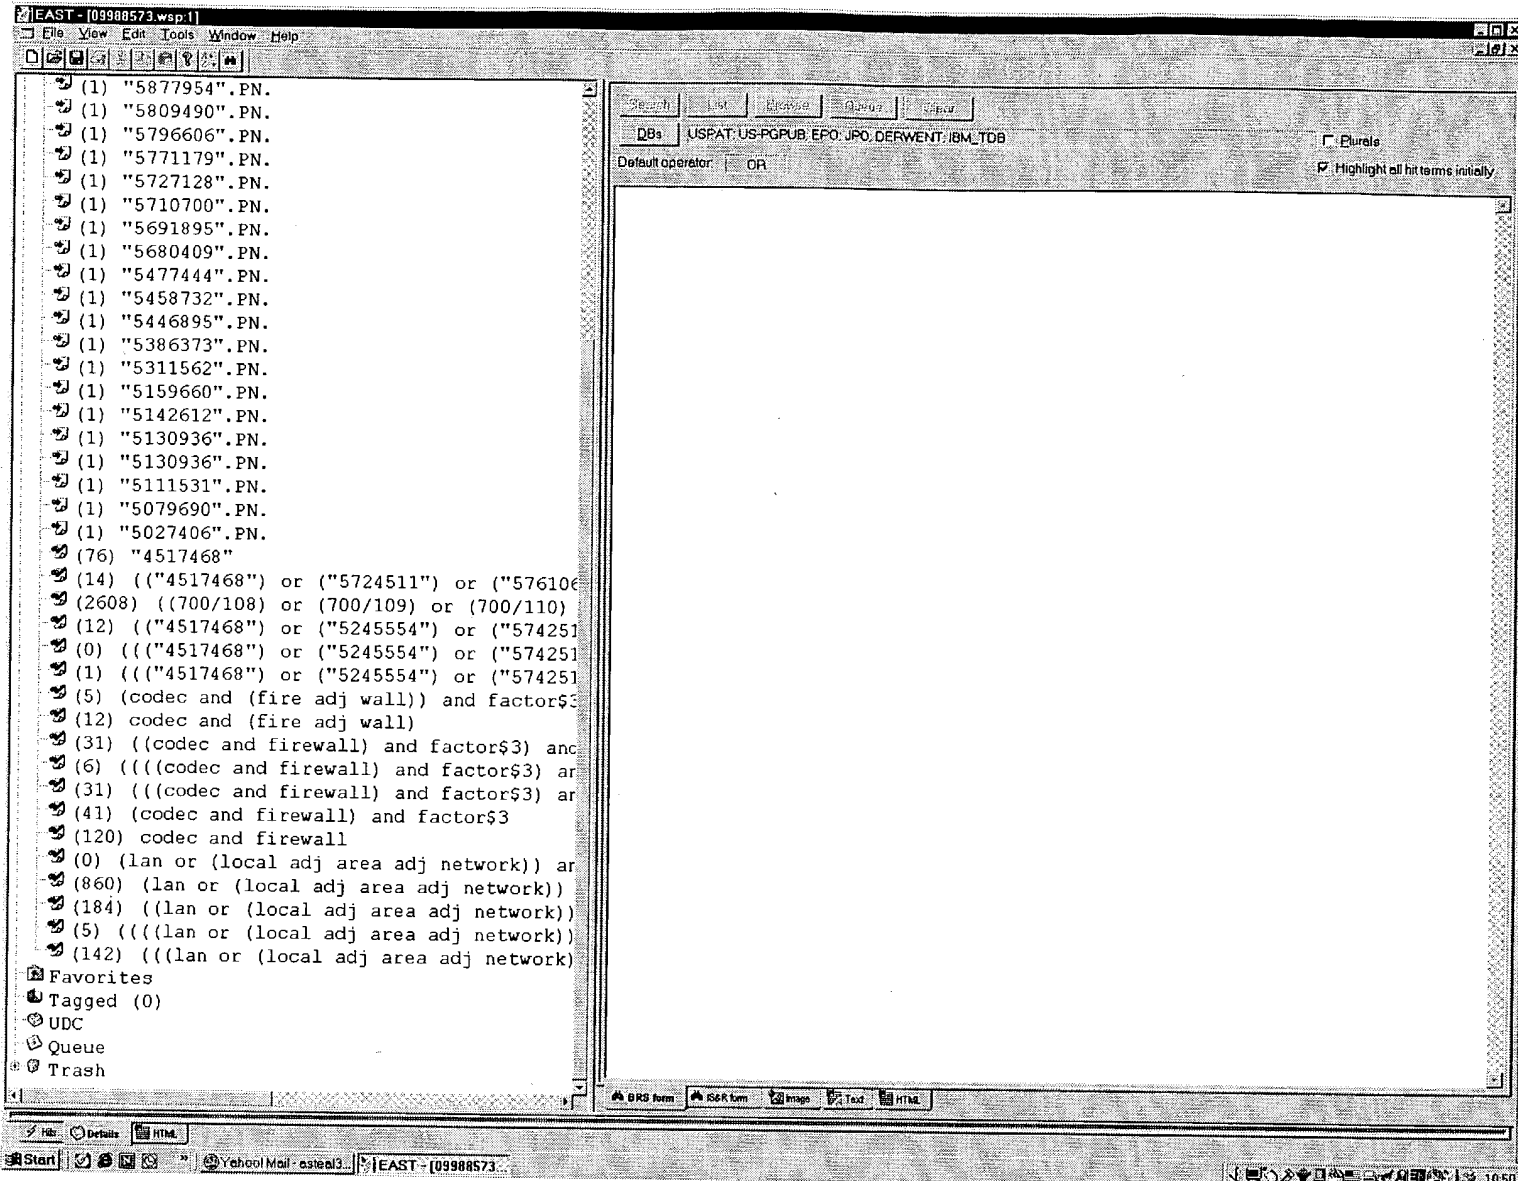 EAST - [09988573.wsp:1]
File View Edit Tools Window Help
(1) "5877954".PN.
(1) "5809490".PN.
(1) "5796606".PN.
(1) "5771179".PN.
(1) "5727128".PN.
(1) "5710700".PN.
(1) "5691895".PN.
(1) "5680409".PN.
(1) "5477444".PN.
(1) "5458732".PN.
(1) "5446895".PN.
(1) "5386373".PN.
(1) "5311562".PN.
(1) "5159660".PN.
(1) "5142612".PN.
(1) "5130936".PN.
(1) "5130936".PN.
(1) "5111531".PN.
(1) "5079690".PN.
(1) "5027406".PN.
(76) "4517468"
(14) (("4517468") or ("5724511") or ("576106
(2608) ((700/108) or (700/109) or (700/110)
(12) (("4517468") or ("5245554") or ("574251
(0) ((("4517468") or ("5245554") or ("574251
(1) ((("4517468") or ("5245554") or ("574251
(5) (codec and (fire adj wall)) and factor$3
(12) codec and (fire adj wall)
(31) ((codec and firewall) and factor$3) and
(6) ((((codec and firewall) and factor$3) ar
(31) (((codec and firewall) and factor$3) ar
(41) (codec and firewall) and factor$3
(120) codec and firewall
(0) (lan or (local adj area adj network)) ar
(860) (lan or (local adj area adj network))
(184) ((lan or (local adj area adj network))
(5) ((((lan or (local adj area adj network))
(142) (((lan or (local adj area adj network)
Favorites
Tagged (0)
UDC
Queue
Trash
Search List Browse Queue Clear
DBs USPAT; US-PGPUB; EPO; JPO; DERWENT; IBM_TDB
Plurals
Default operator: OR
Highlight all hit terms initially
BRS form IS&R form Image Text HTML
Hits Details HTML
Start Yahoo! Mail - asteal3... EAST - [09988573... 10:50